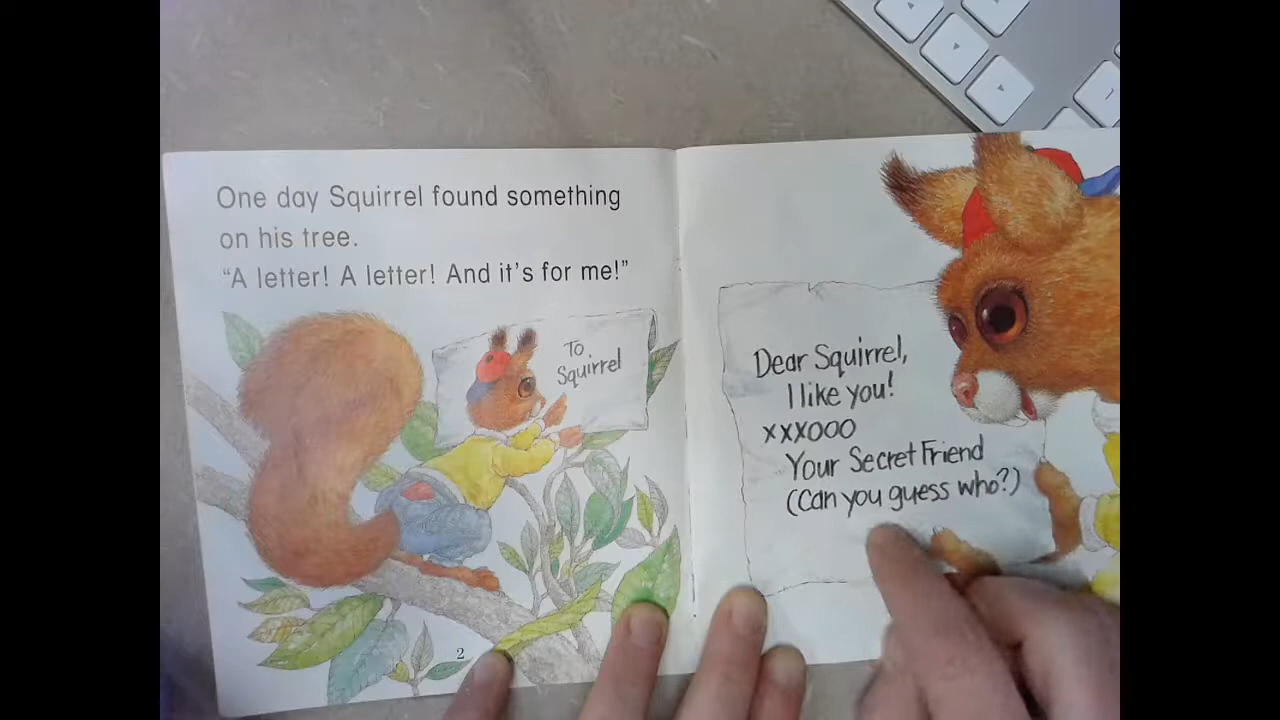 One day Squirrel found something
on his tree.
“A letter! A letter! And it’s for me!”
To
Squirrel
2
Dear Squirrel,
I like you!
xxxooo
Your Secret Friend
(Can you guess who?)